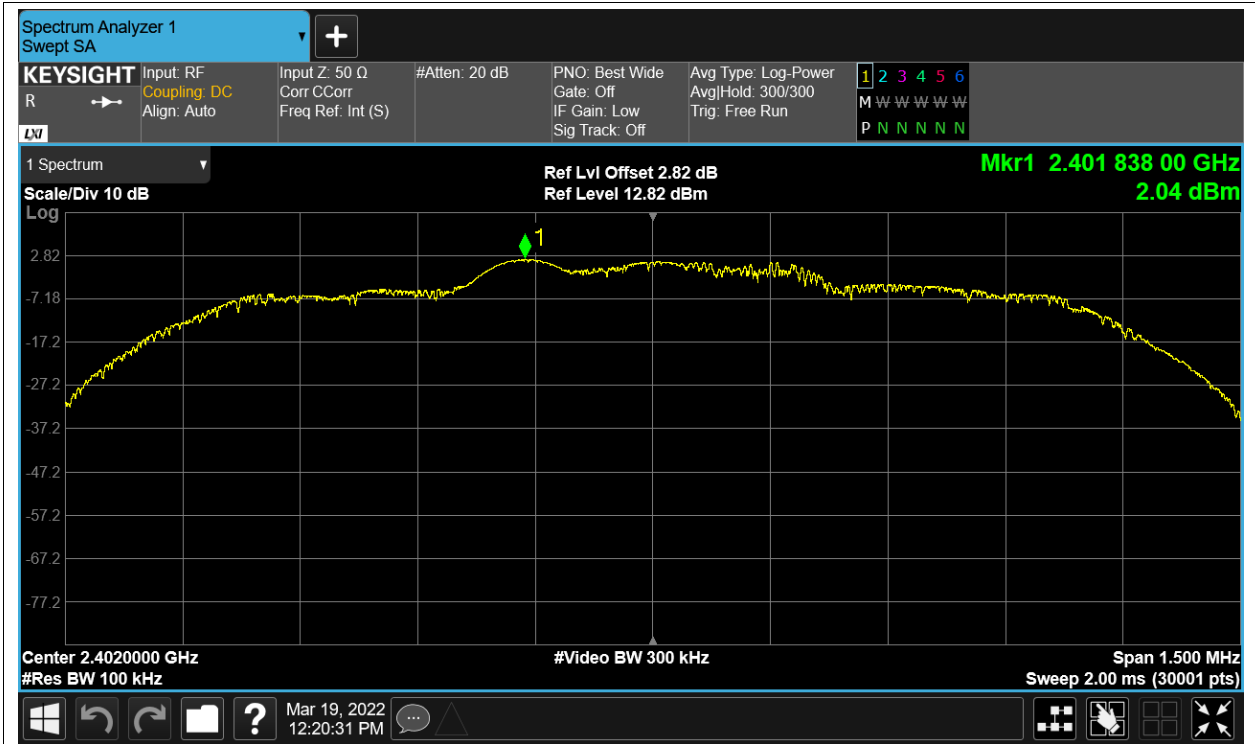 Spectrum Analyzer 1
Swept SA
KEYSIGHT
R
LXI
Input: RF
Coupling: DC
Align: Auto
Input Z: 50 Ω
Corr CCorr
Freq Ref: Int (S)
#Atten: 20 dB
PNO: Best Wide
Gate: Off
IF Gain: Low
Sig Track: Off
Avg Type: Log-Power
Avg|Hold: 300/300
Trig: Free Run
1 2 3 4 5 6
M W W W W W
P N N N N N
1 Spectrum
Scale/Div 10 dB
Ref Lvl Offset 2.82 dB
Ref Level 12.82 dBm
Mkr1 2.401 838 00 GHz
2.04 dBm
Log
1
2.82
-7.18
-17.2
-27.2
-37.2
-47.2
-57.2
-67.2
-77.2
Center 2.4020000 GHz
#Video BW 300 kHz
Span 1.500 MHz
#Res BW 100 kHz
Sweep 2.00 ms (30001 pts)
?
Mar 19, 2022
12:20:31 PM